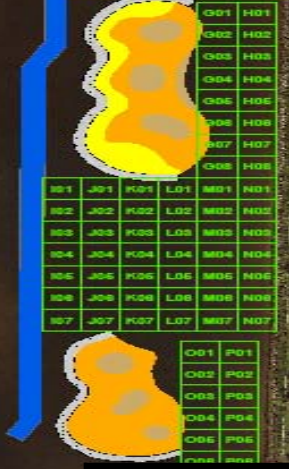 G01 H01
G02 H02
G03 H03
G04 H04
G05 H05
G06 H06
G07 H07
G08 H08
I01 J01 K01 L01 M01 N01
I02 J02 K02 L02 M02 N02
I03 J03 K03 L03 M03 N03
I04 J04 K04 L04 M04 N04
I05 J05 K05 L05 M05 N05
I06 J06 K06 L06 M06 N06
I07 J07 K07 L07 M07 N07
O01 P01
O02 P02
O03 P03
O04 P04
O05 P05
O06 P06